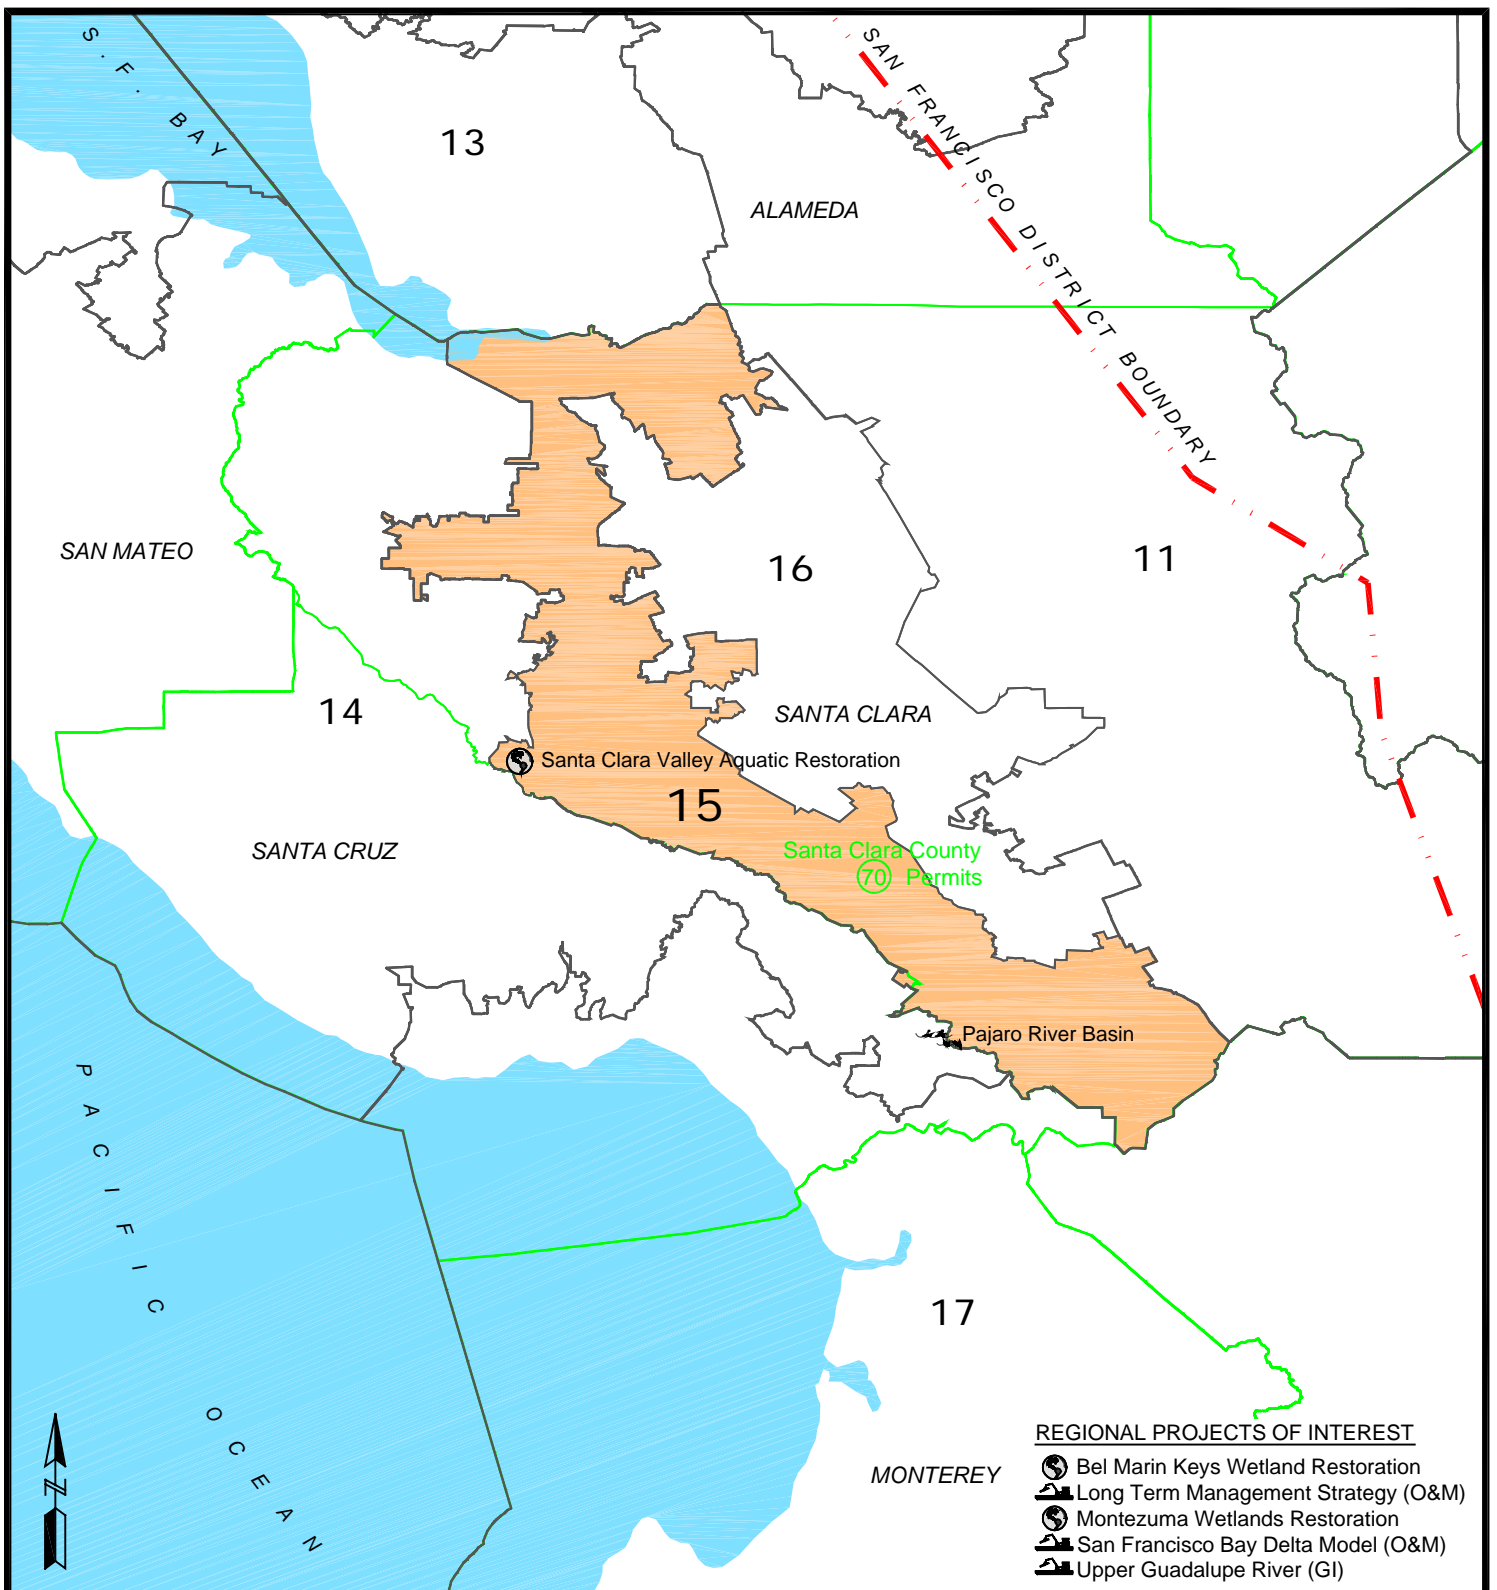 S. F. BAY
SAN FRANCISCO DISTRICT BOUNDARY
13
ALAMEDA
SAN MATEO
16
11
14
SANTA CLARA
Santa Clara Valley Aquatic Restoration
15
SANTA CRUZ
Santa Clara County
70 Permits
Pajaro River Basin
PACIFIC OCEAN
17
MONTEREY
N
REGIONAL PROJECTS OF INTEREST
Bel Marin Keys Wetland Restoration
Long Term Management Strategy (O&M)
Montezuma Wetlands Restoration
San Francisco Bay Delta Model (O&M)
Upper Guadalupe River (GI)